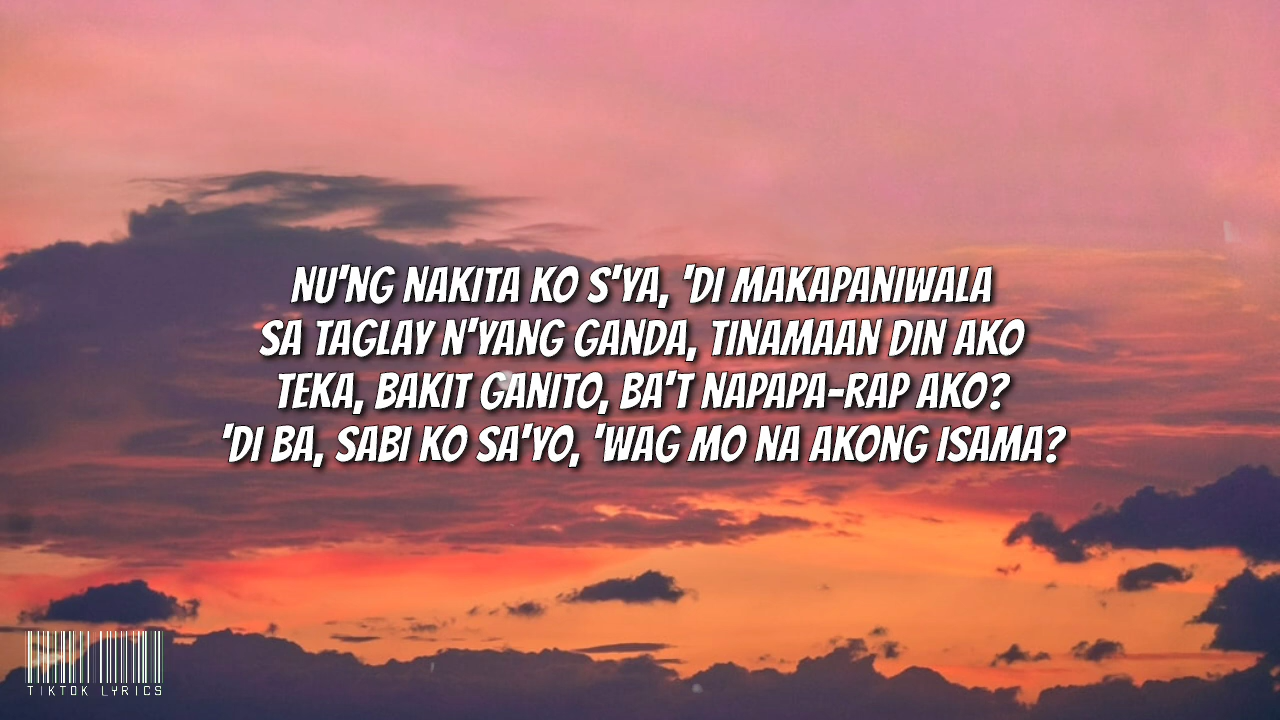 NU'NG NAKITA KO S'YA, 'DI MAKAPANIWALA
SA TAGLAY N'YANG GANDA, TINAMAAN DIN AKO
TEKA, BAKIT GANITO, BA'T NAPAPA-RAP AKO?
'DI BA, SABI KO SA'YO, 'WAG MO NA AKONG ISAMA?
TIKTOK LYRICS